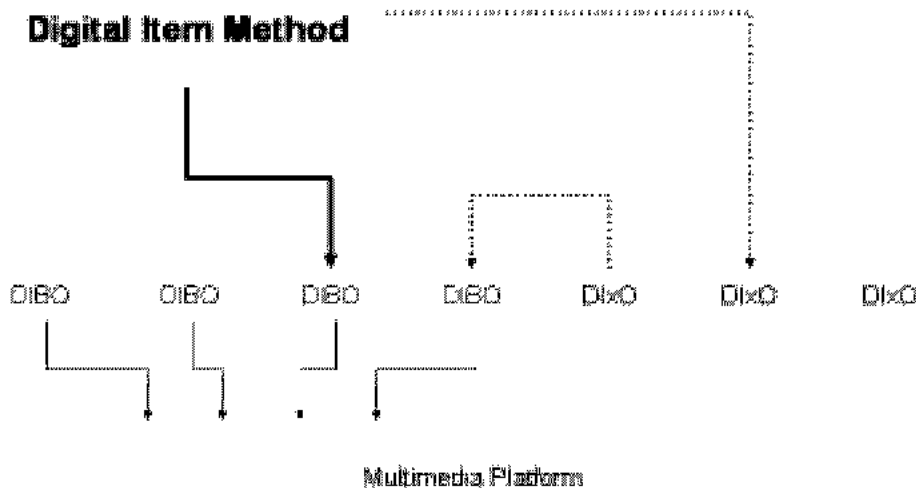 Digital Item Method
DIBO DIBO DIBO DIBO DIxO DIxO DIxO
Multimedia Platform